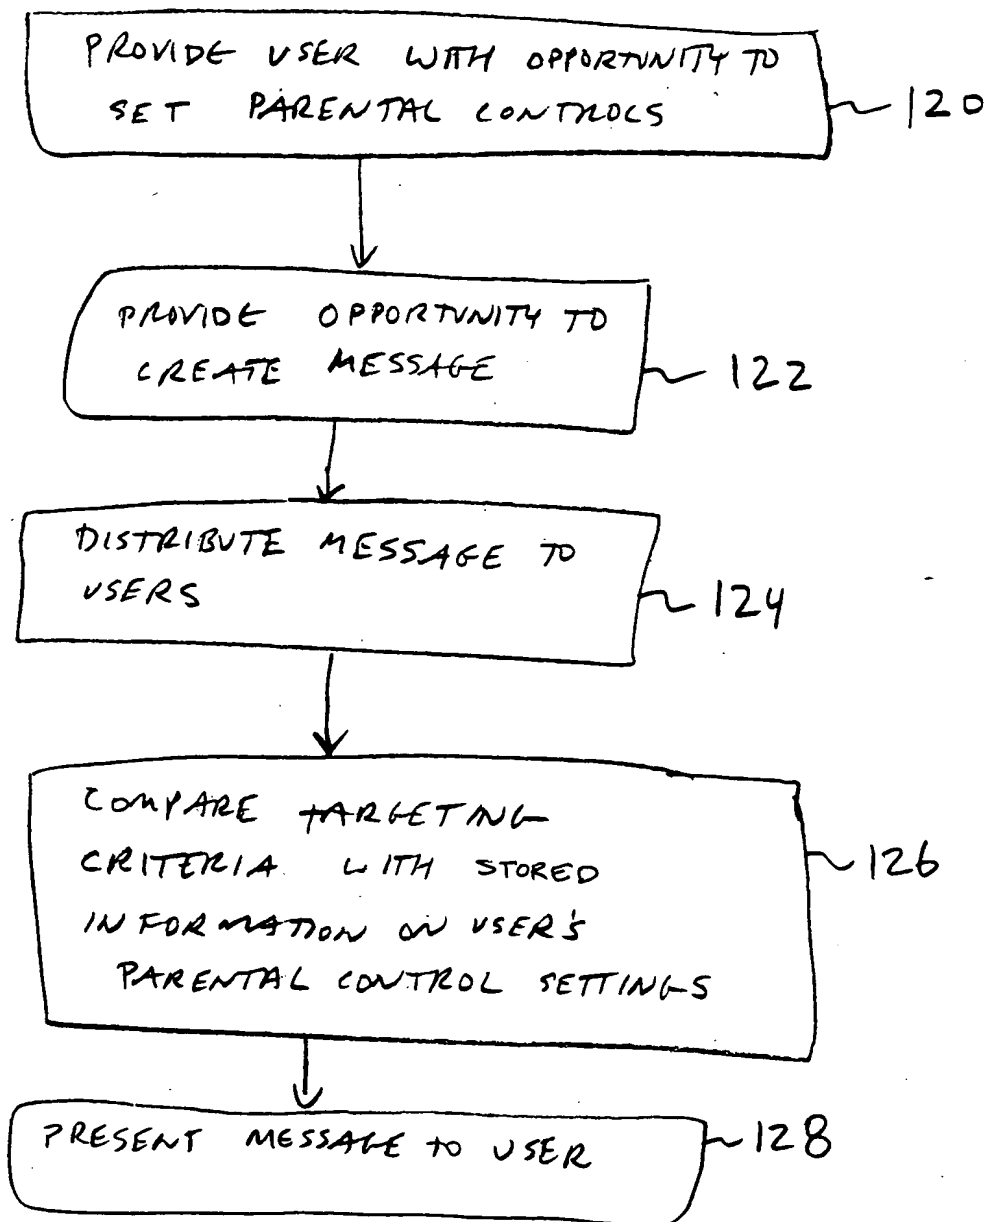 PROVIDE USER WITH OPPORTUNITY TO
SET PARENTAL CONTROLS
120
PROVIDE OPPORTUNITY TO
CREATE MESSAGE
122
DISTRIBUTE MESSAGE TO
USERS
124
COMPARE TARGETING
CRITERIA WITH STORED
INFORMATION ON USER'S
PARENTAL CONTROL SETTINGS
126
PRESENT MESSAGE TO USER
128